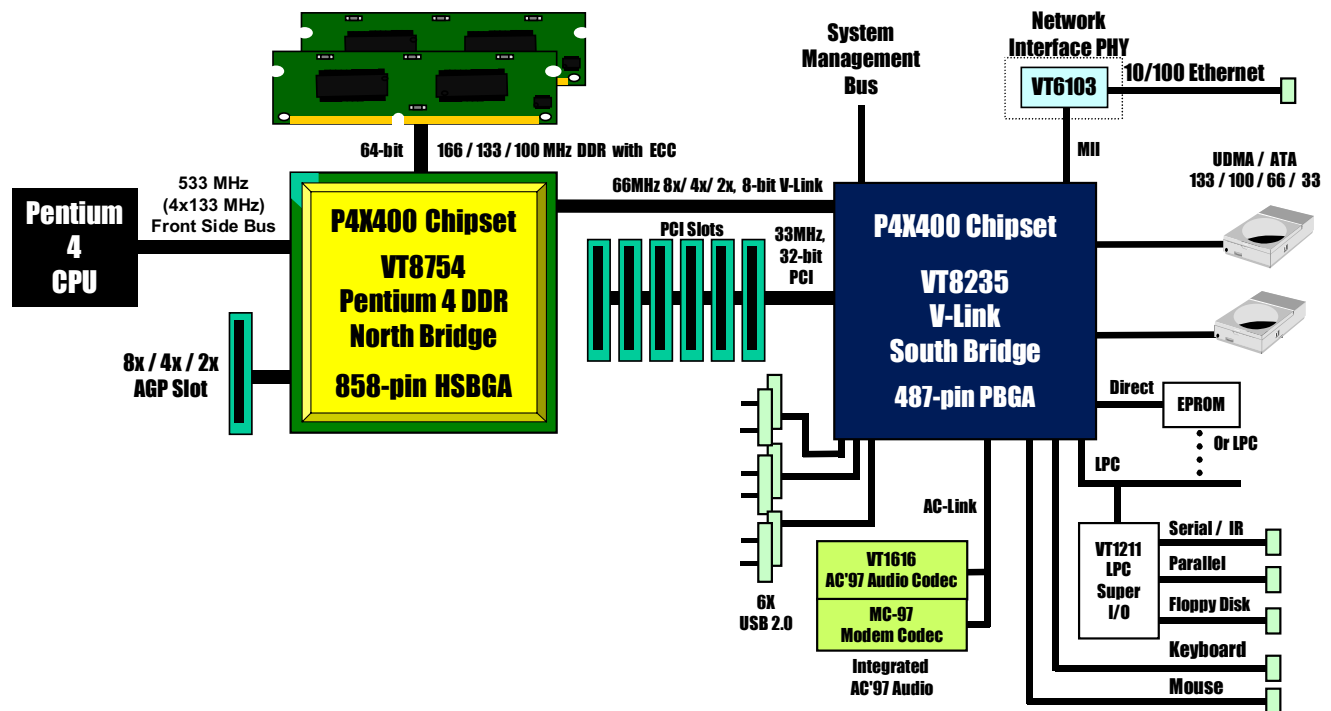 System
Management
Bus
Network
Interface PHY
VT6103
10/100 Ethernet
MII
64-bit
166 / 133 / 100 MHz DDR with ECC
UDMA / ATA
133 / 100 / 66 / 33
533 MHz
(4x133 MHz)
Front Side Bus
66MHz 8x/ 4x/ 2x, 8-bit V-Link
Pentium
4
CPU
P4X400 Chipset
VT8754
Pentium 4 DDR
North Bridge
858-pin HSBGA
PCI Slots
33MHz,
32-bit
PCI
P4X400 Chipset
VT8235
V-Link
South Bridge
487-pin PBGA
8x / 4x / 2x
AGP Slot
Direct
EPROM
Or LPC
LPC
AC-Link
6X
USB 2.0
VT1616
AC'97 Audio Codec
MC-97
Modem Codec
Integrated
AC'97 Audio
VT1211
LPC
Super
I/O
Serial / IR
Parallel
Floppy Disk
Keyboard
Mouse